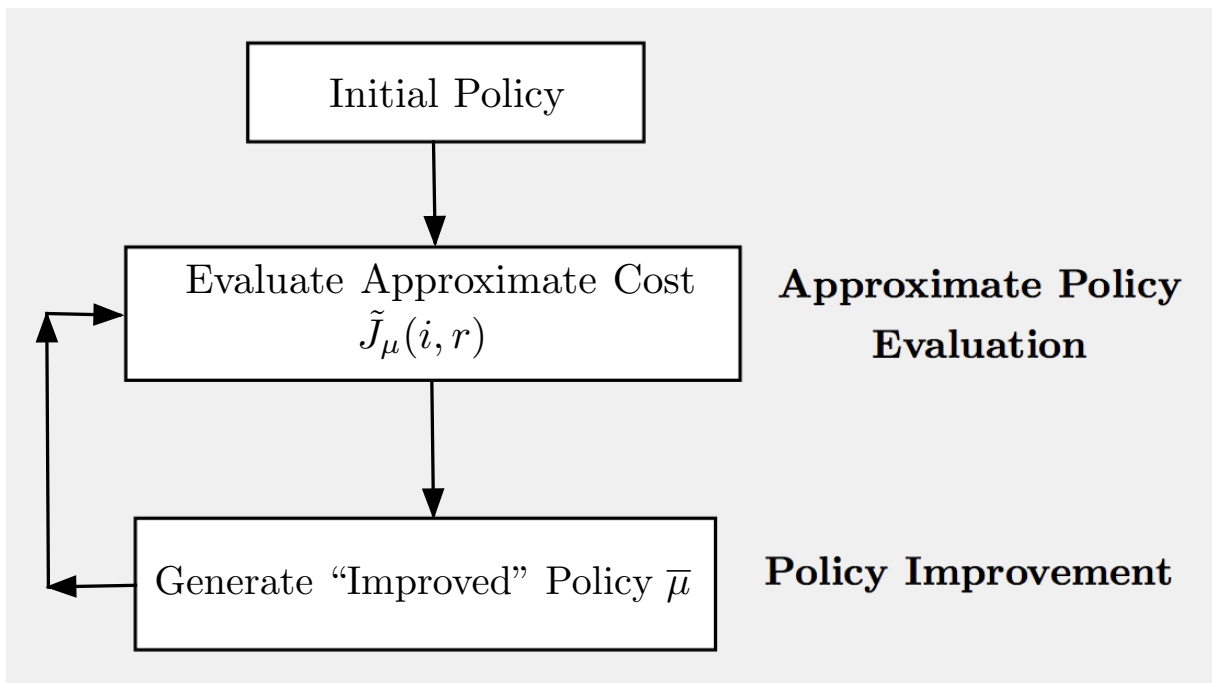 Initial Policy
Evaluate Approximate Cost
J̃μ(i, r)
Approximate Policy
Evaluation
Generate “Improved” Policy μ̅
Policy Improvement